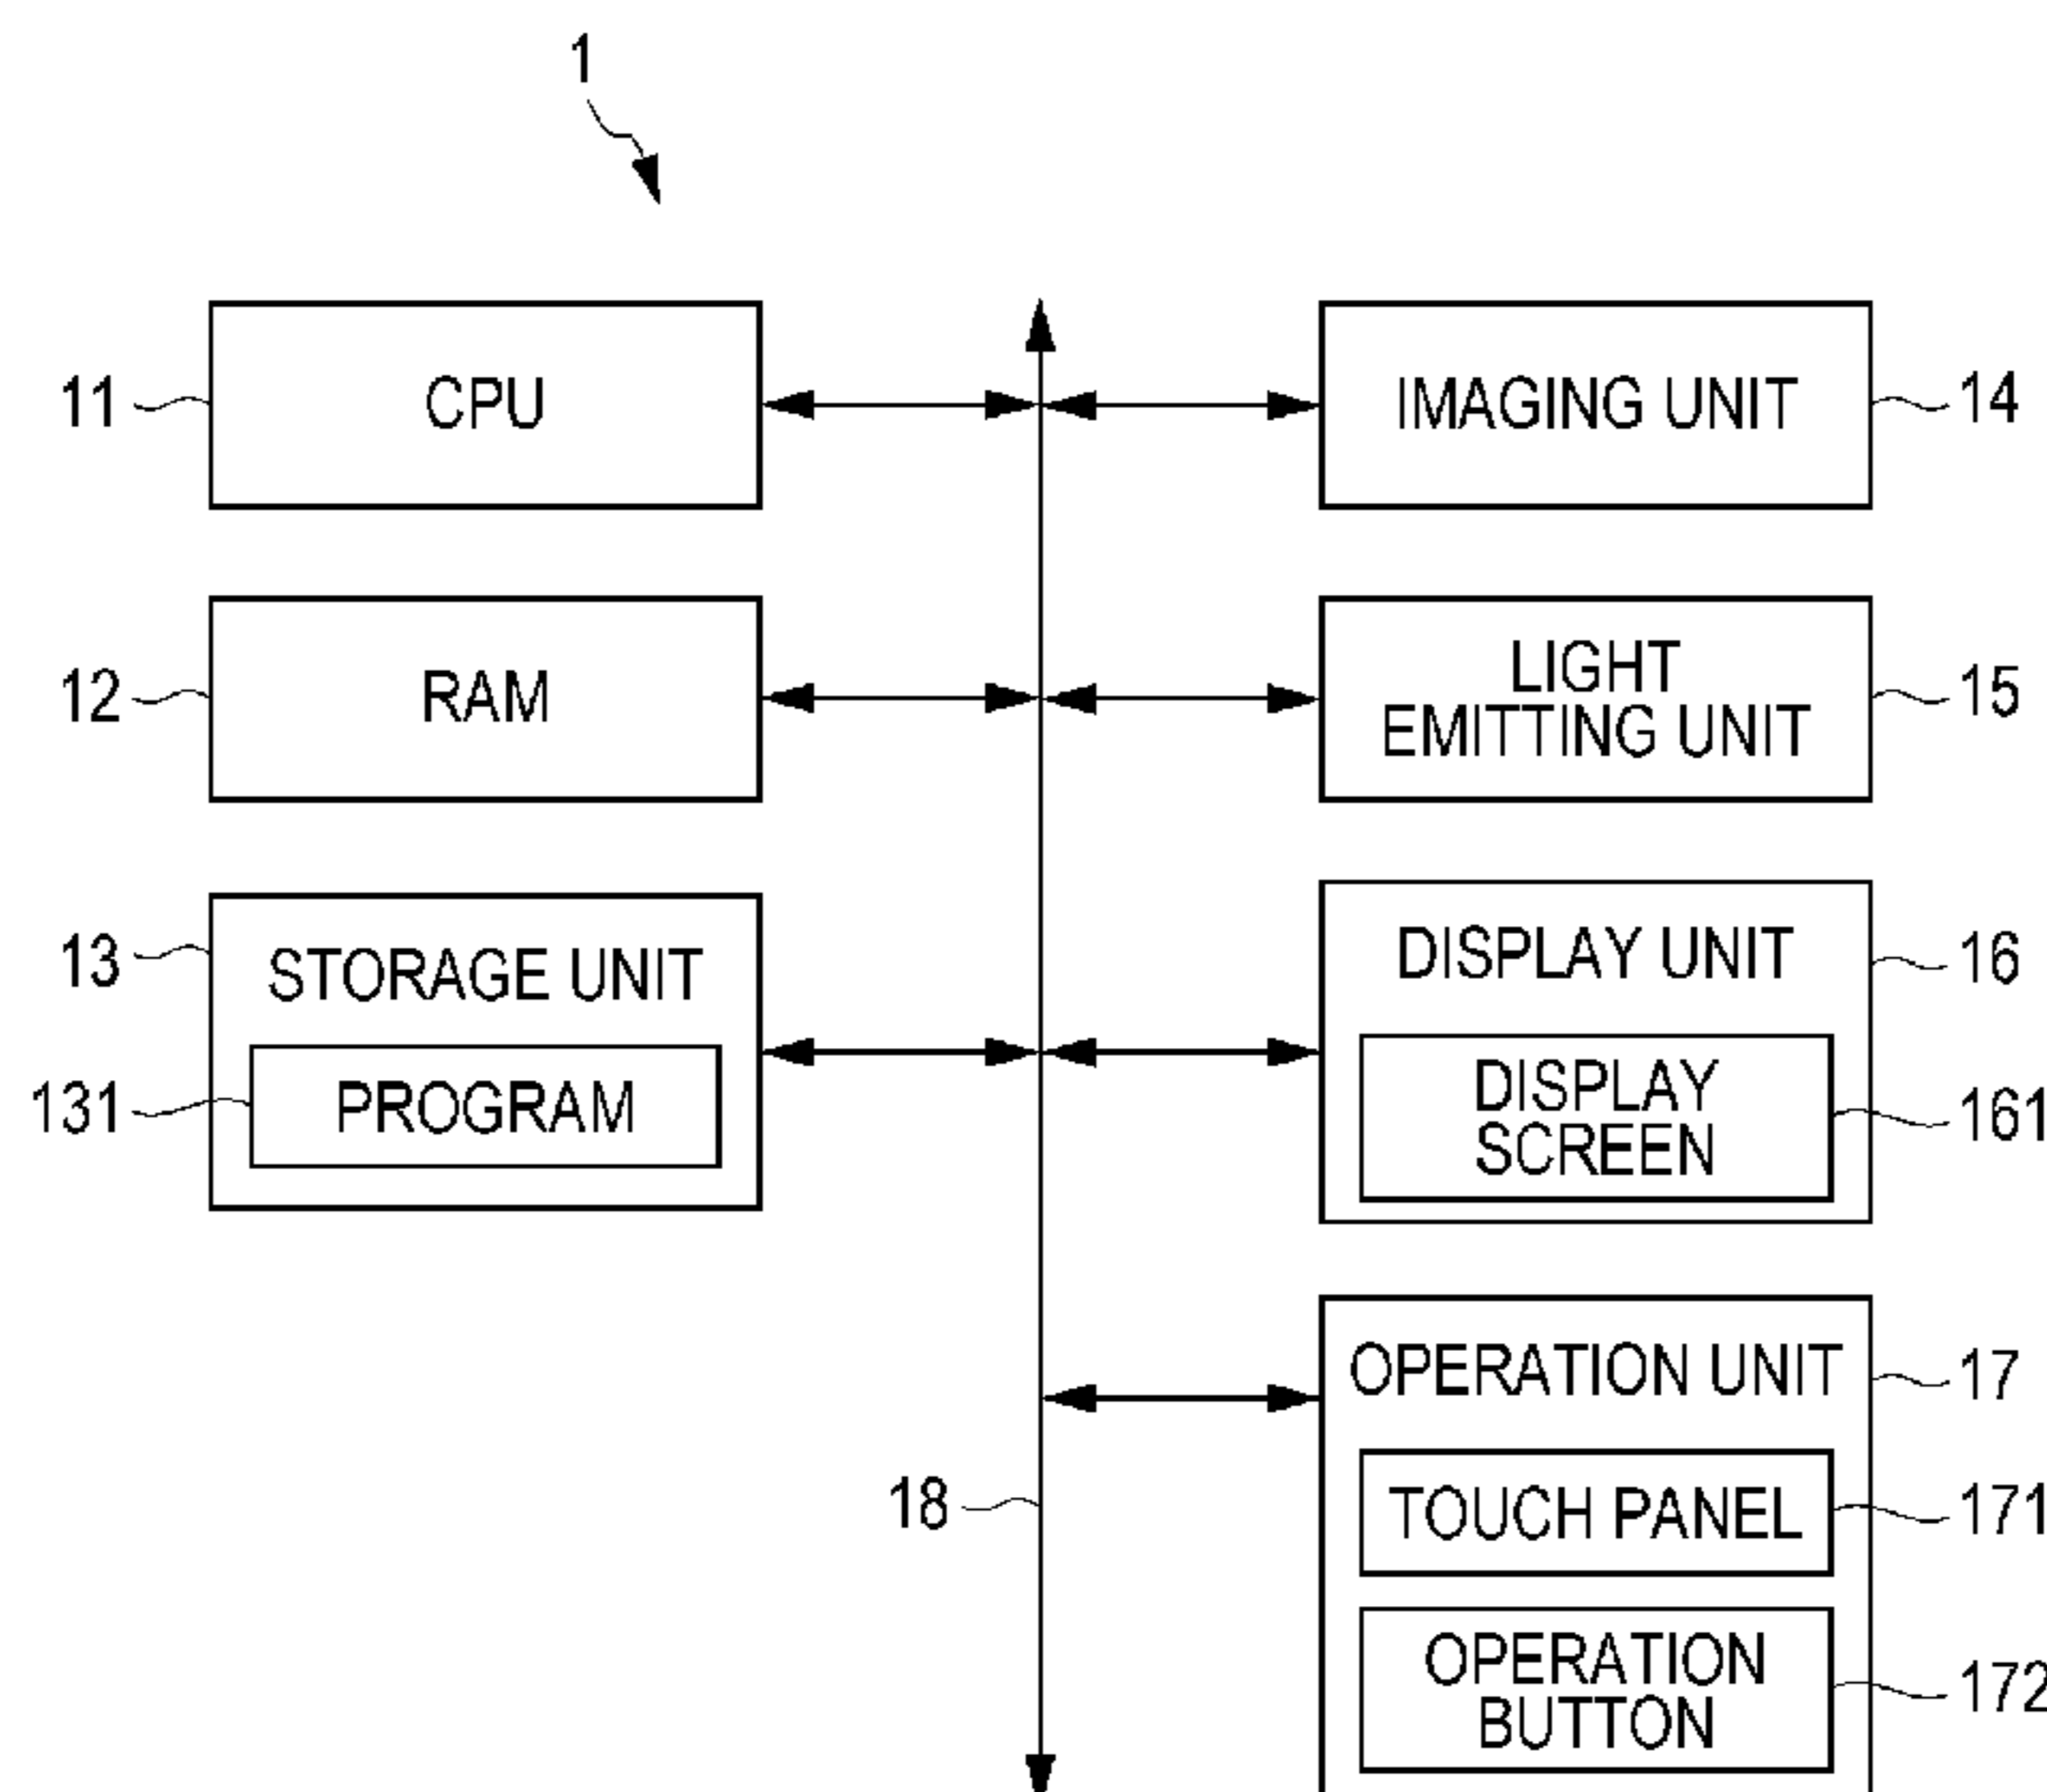 1
11
CPU
IMAGING UNIT
14
12
RAM
LIGHT
EMITTING UNIT
15
13
STORAGE UNIT
131
PROGRAM
DISPLAY UNIT
16
DISPLAY
SCREEN
161
OPERATION UNIT
17
18
TOUCH PANEL
171
OPERATION
BUTTON
172